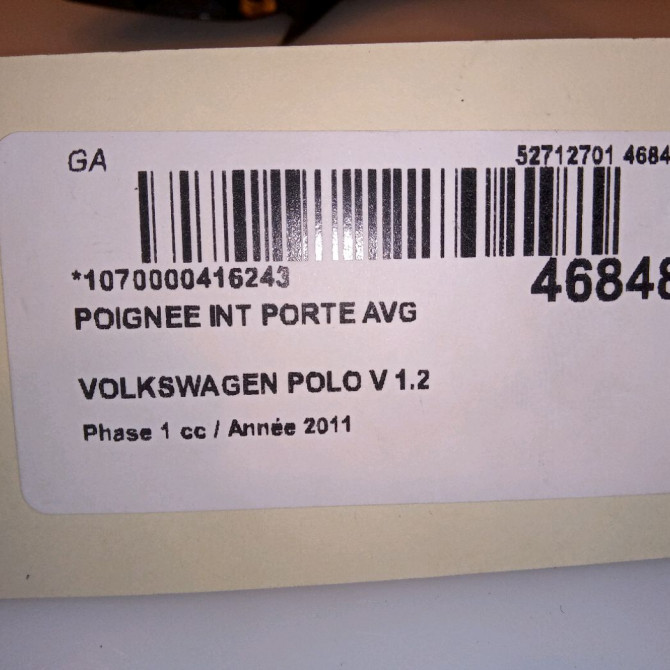 GA
52712701 4684
*1070000416243
46848
POIGNEE INT PORTE AVG
VOLKSWAGEN POLO V 1.2
Phase 1 cc / Année 2011